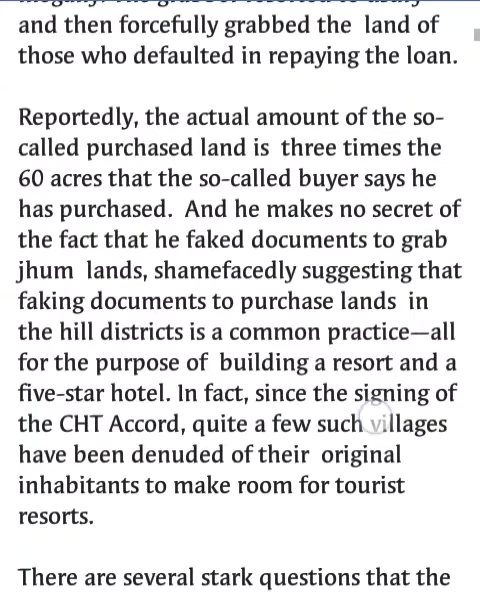 and then forcefully grabbed the land of
those who defaulted in repaying the loan.
Reportedly, the actual amount of the so-
called purchased land is three times the
60 acres that the so-called buyer says he
has purchased. And he makes no secret of
the fact that he faked documents to grab
jhum lands, shamefacedly suggesting that
faking documents to purchase lands in
the hill districts is a common practice—all
for the purpose of building a resort and a
five-star hotel. In fact, since the signing of
the CHT Accord, quite a few such villages
have been denuded of their original
inhabitants to make room for tourist
resorts.
There are several stark questions that the